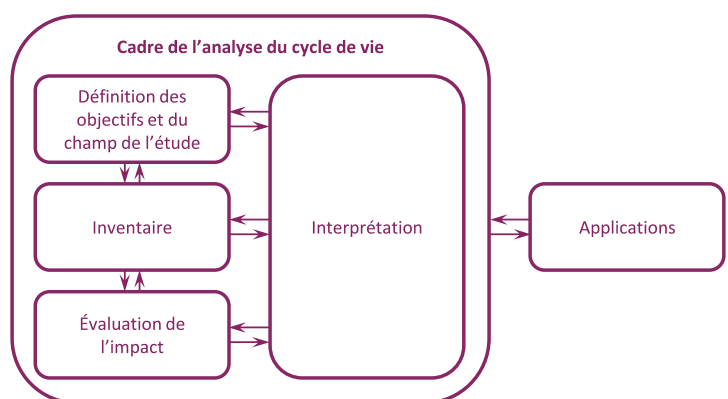 Cadre de l’analyse du cycle de vie
Définition des
objectifs et du
champ de l’étude
Inventaire
Évaluation de
l’impact
Interprétation
Applications